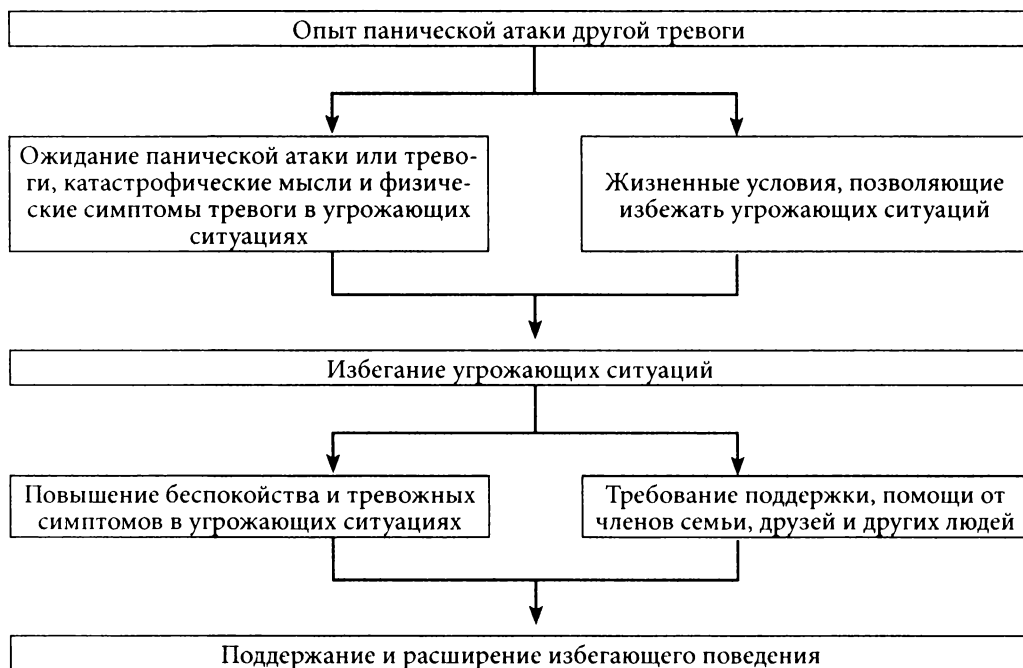 Опыт панической атаки другой тревоги
Ожидание панической атаки или трево-
ги, катастрофические мысли и физиче-
ские симптомы тревоги в угрожающих
ситуациях
Жизненные условия, позволяющие
избежать угрожающих ситуаций
Избегание угрожающих ситуаций
Повышение беспокойства и тревожных
симптомов в угрожающих ситуациях
Требование поддержки, помощи от
членов семьи, друзей и других людей
Поддержание и расширение избегающего поведения